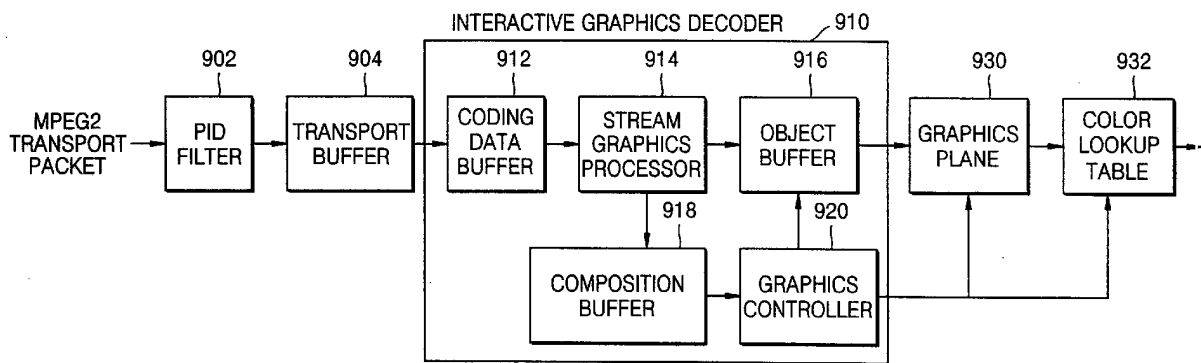 INTERACTIVE GRAPHICS DECODER
910
902
904
912
914
916
930
932
MPEG2
TRANSPORT
PACKET
PID
FILTER
TRANSPORT
BUFFER
CODING
DATA
BUFFER
STREAM
GRAPHICS
PROCESSOR
OBJECT
BUFFER
GRAPHICS
PLANE
COLOR
LOOKUP
TABLE
918
920
COMPOSITION
BUFFER
GRAPHICS
CONTROLLER